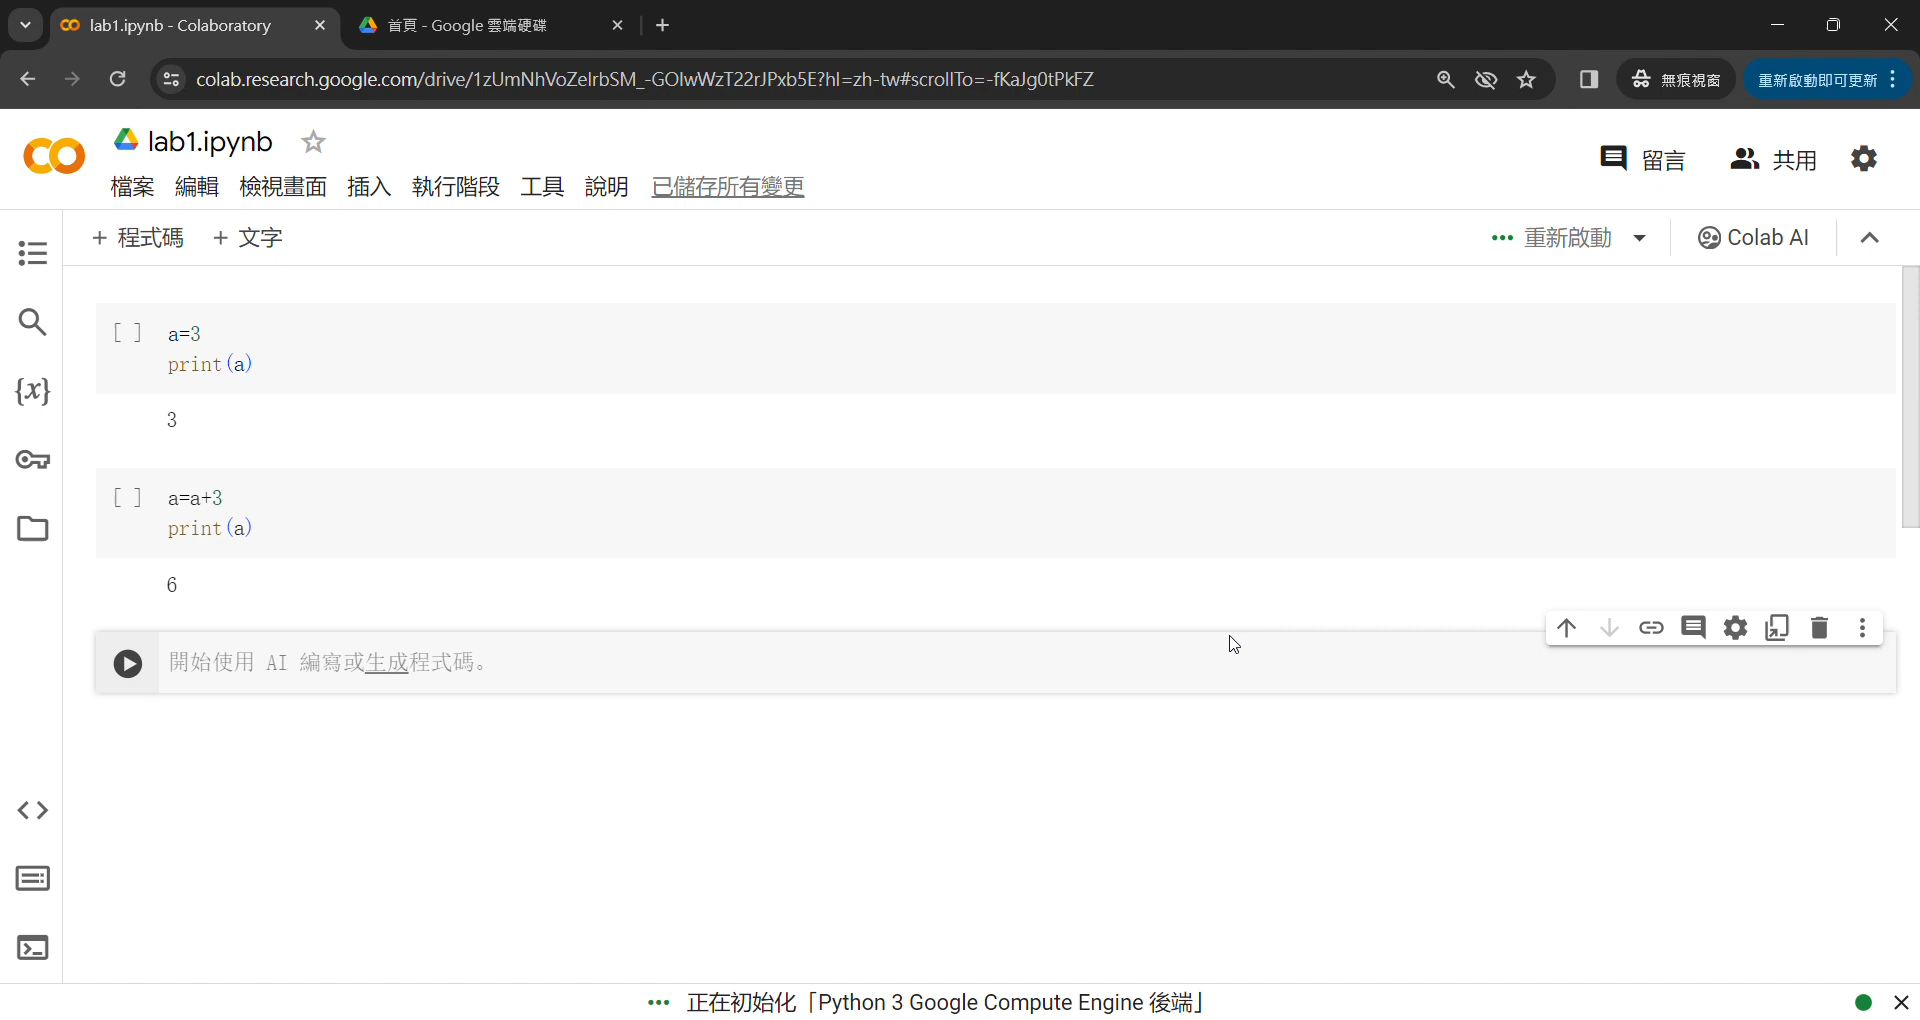 lab1.ipynb - Colaboratory
首頁 - Google 雲端硬碟
colab.research.google.com/drive/1zUmNhVoZelrbSM_-GOlwWzT22rJPxb5E?hl=zh-tw#scrollTo=-fKaJg0tPkFZ
無痕視窗
重新啟動即可更新
lab1.ipynb
留言
共用
檔案 編輯 檢視畫面 插入 執行階段 工具 說明 已儲存所有變更
+ 程式碼 + 文字
重新啟動
Colab AI
[ ] a=3
print(a)
3
[ ] a=a+3
print(a)
6
開始使用 AI 編寫或生成程式碼。
正在初始化「Python 3 Google Compute Engine 後端」